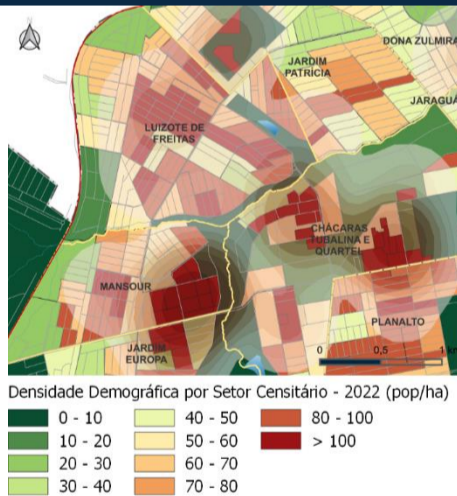 DONA ZULMIRA
JARDIM
PATRÍCIA
JARAGUÁ
LUIZOTE DE
FREITAS
CHÁCARAS
TUBALINA E
QUARTEL
MANSOUR
PLANALTO
JARDIM
EUROPA
0 0,5 1 km
Densidade Demográfica por Setor Censitário - 2022 (pop/ha)
0 - 10 40 - 50 80 - 100
10 - 20 50 - 60 > 100
20 - 30 60 - 70
30 - 40 70 - 80